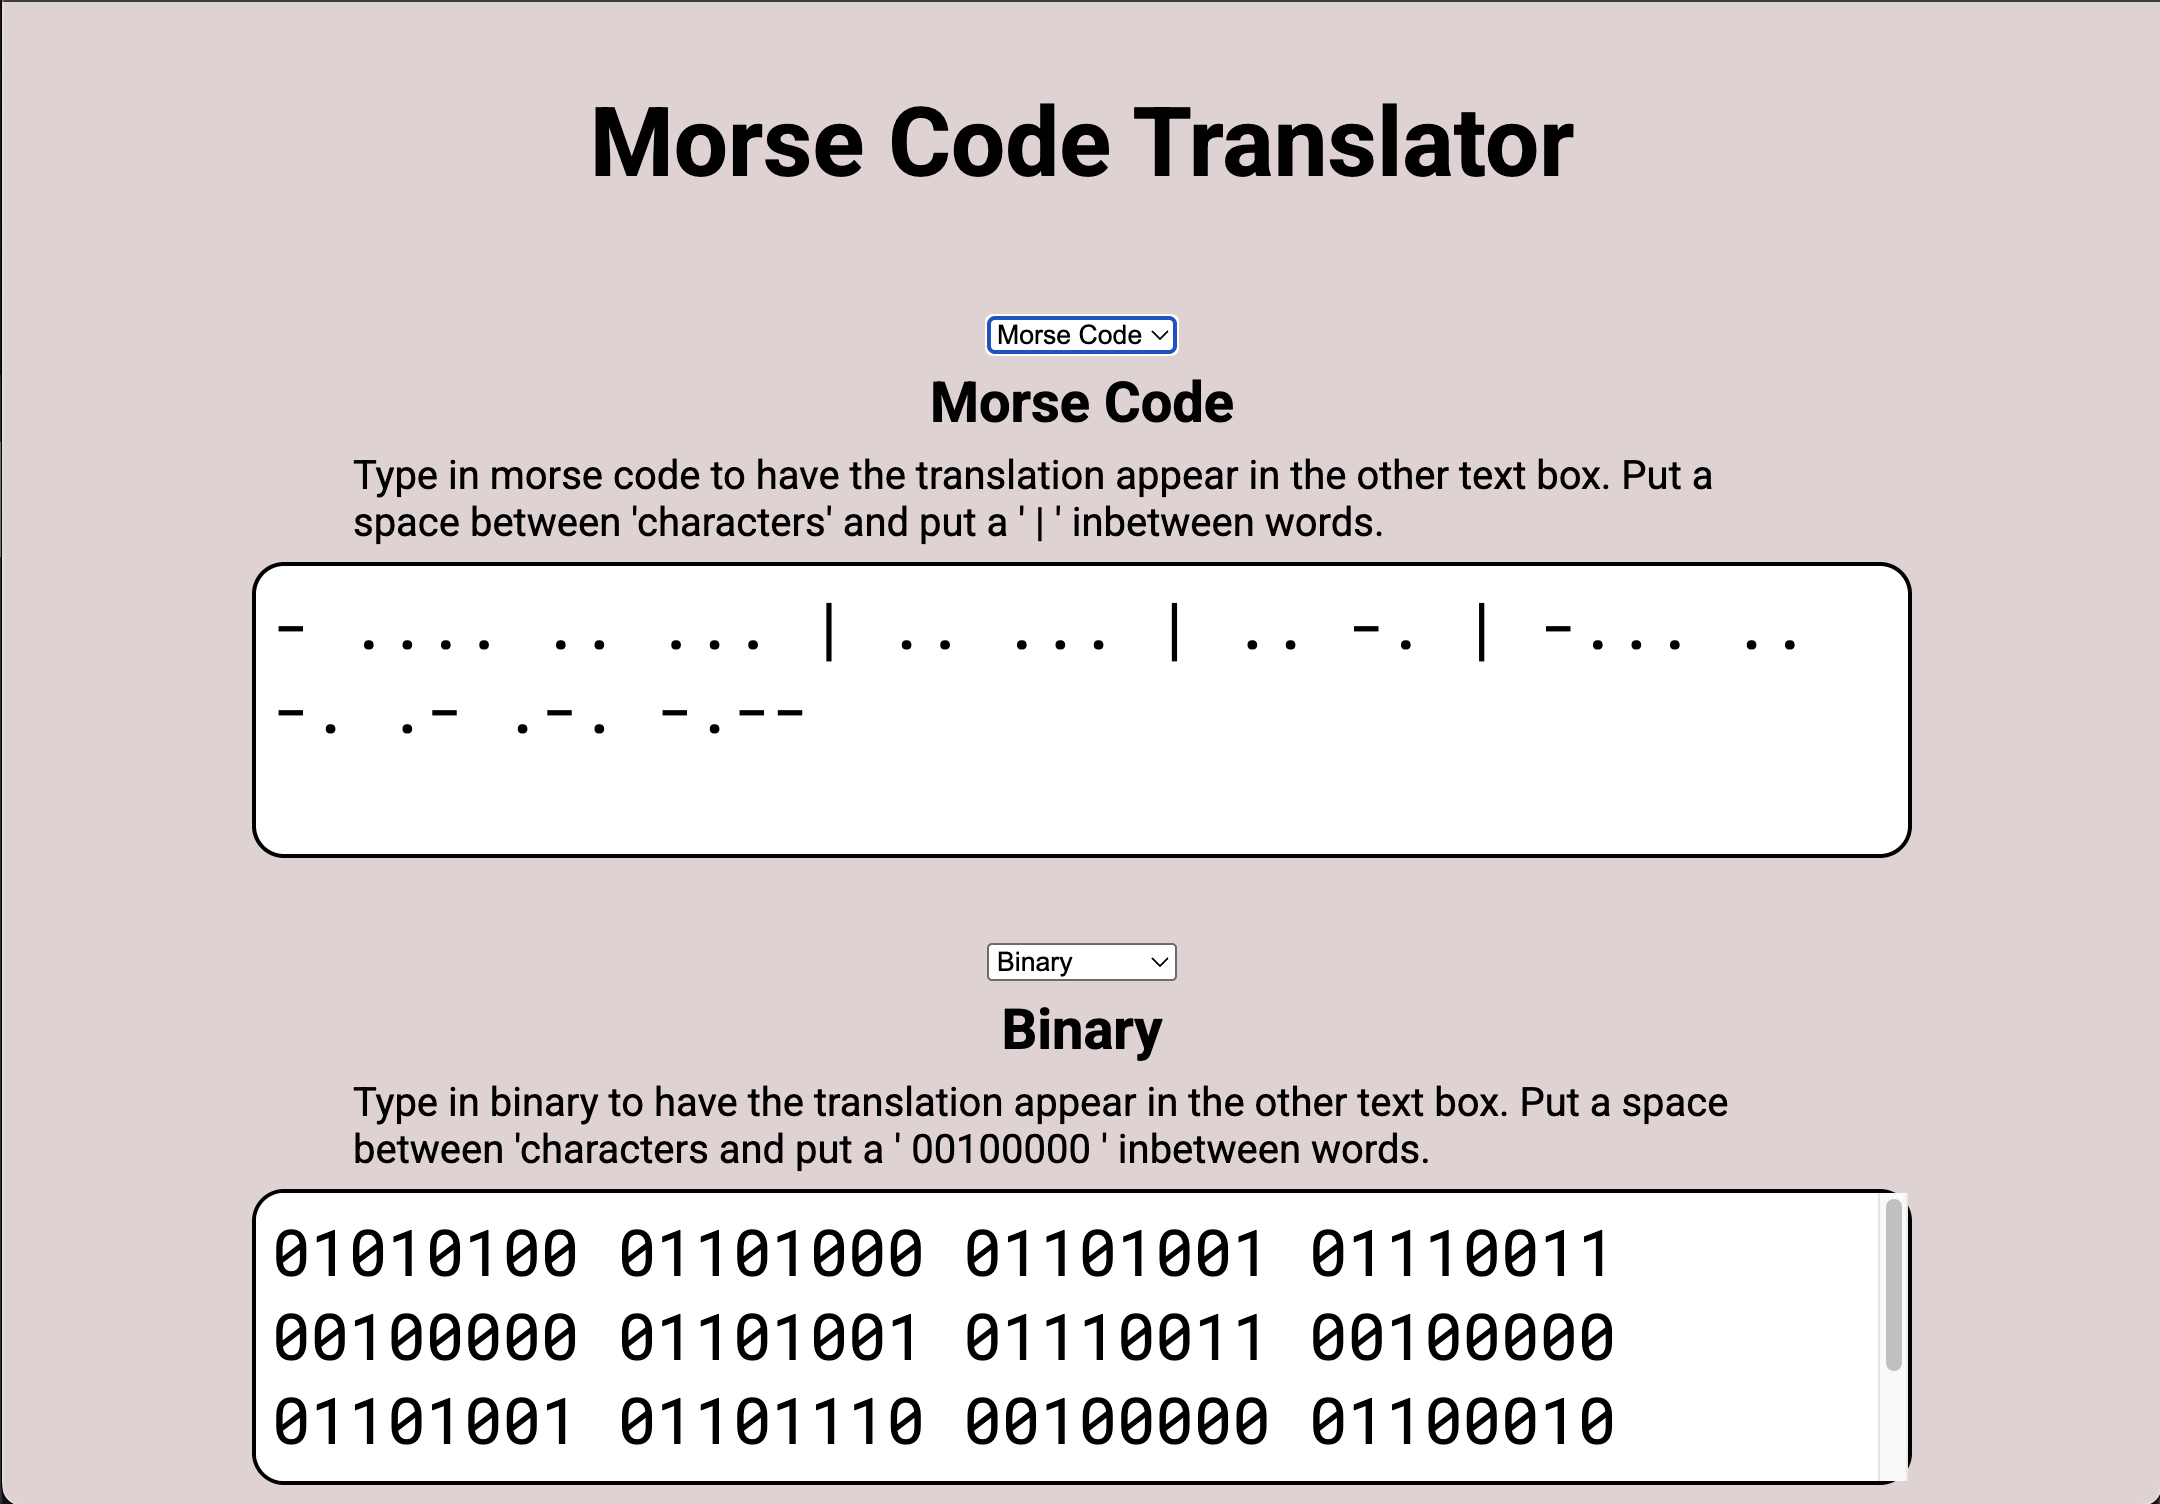 Morse Code Translator
Morse Code
Morse Code
Type in morse code to have the translation appear in the other text box. Put a
space between 'characters' and put a ' | ' inbetween words.
- .... .. ... | .. ... | .. -. | -... ..
-. .- .-. -.--
Binary
Binary
Type in binary to have the translation appear in the other text box. Put a space
between 'characters and put a ' 00100000 ' inbetween words.
01010100 01101000 01101001 01110011
00100000 01101001 01110011 00100000
01101001 01101110 00100000 01100010